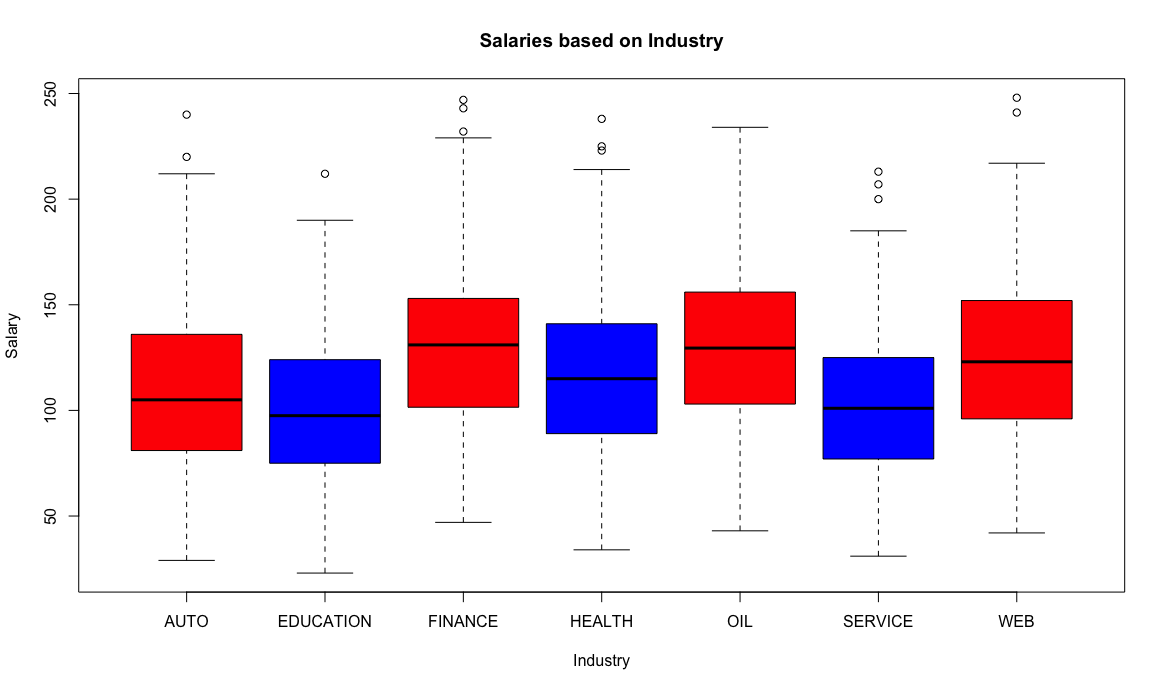 Salaries based on Industry
Salary
250
200
150
100
50
AUTO EDUCATION FINANCE HEALTH OIL SERVICE WEB
Industry